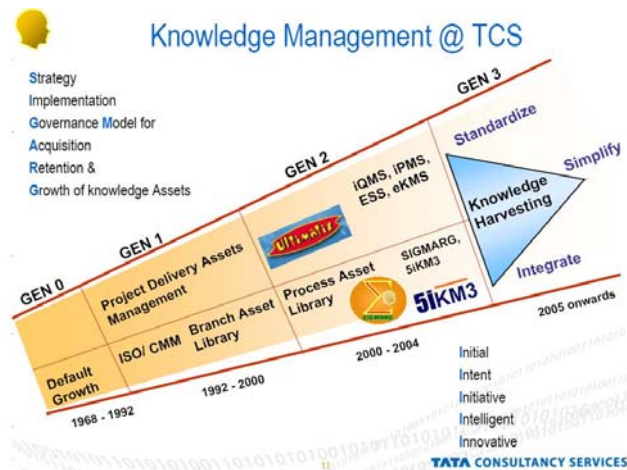 Knowledge Management @ TCS
Strategy
Implementation
Governance Model for
Acquisition
Retention &
Growth of knowledge Assets
GEN 0
GEN 1
GEN 2
GEN 3
Default
Growth
Project Delivery Assets
Management
ISO/ CMM
Branch Asset
Library
Ultimatix
iQMS, iPMS,
ESS, eKMS
Process Asset
Library
SIGMARG,
5iKM3
SIGMARG
5iKM3
Standardize
Simplify
Integrate
Knowledge
Harvesting
1968 - 1992
1992 - 2000
2000 - 2004
2005 onwards
Initial
Intent
Initiative
Intelligent
Innovative
11
TATA CONSULTANCY SERVICES